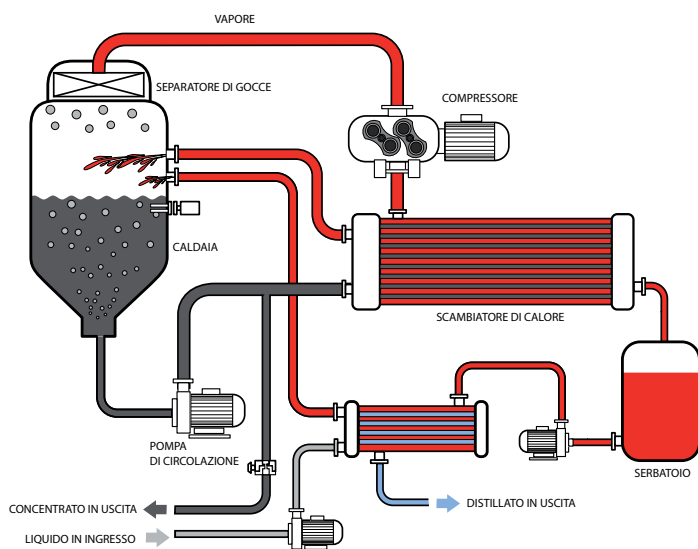 VAPORE
SEPARATORE DI GOCCE
COMPRESSORE
CALDAIA
SCAMBIATORE DI CALORE
POMPA
DI CIRCOLAZIONE
SERBATOIO
CONCENTRATO IN USCITA
DISTILLATO IN USCITA
LIQUIDO IN INGRESSO